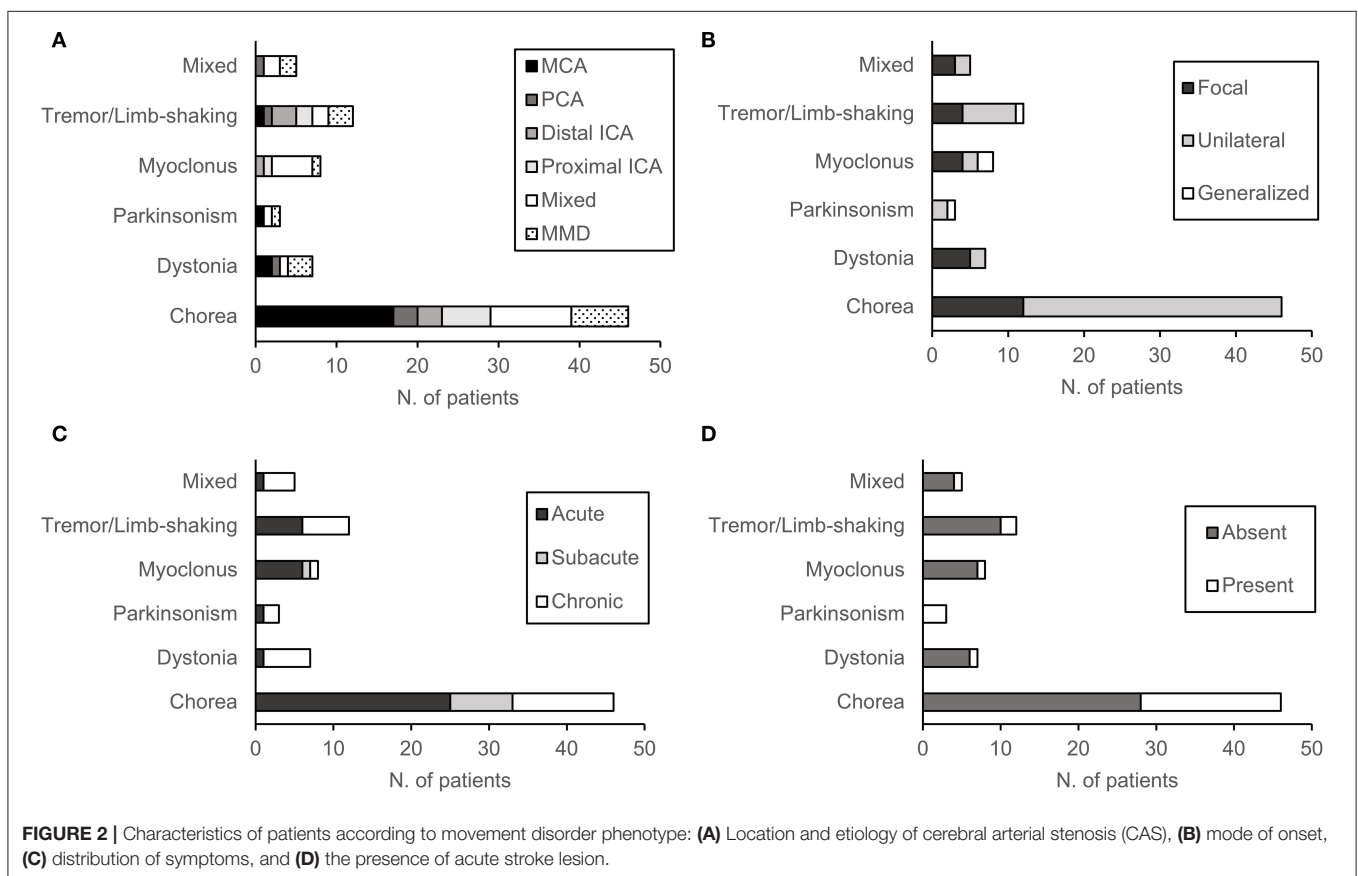 A
Mixed
Tremor/Limb-shaking
Myoclonus
Parkinsonism
Dystonia
Chorea
0 10 20 30 40 50
N. of patients
MCA
PCA
Distal ICA
Proximal ICA
Mixed
MMD
B
Mixed
Tremor/Limb-shaking
Myoclonus
Parkinsonism
Dystonia
Chorea
0 10 20 30 40 50
N. of patients
Focal
Unilateral
Generalized
C
Mixed
Tremor/Limb-shaking
Myoclonus
Parkinsonism
Dystonia
Chorea
0 10 20 30 40 50
N. of patients
Acute
Subacute
Chronic
D
Mixed
Tremor/Limb-shaking
Myoclonus
Parkinsonism
Dystonia
Chorea
0 10 20 30 40 50
N. of patients
Absent
Present
FIGURE 2 | Characteristics of patients according to movement disorder phenotype: (A) Location and etiology of cerebral arterial stenosis (CAS), (B) mode of onset,
(C) distribution of symptoms, and (D) the presence of acute stroke lesion.